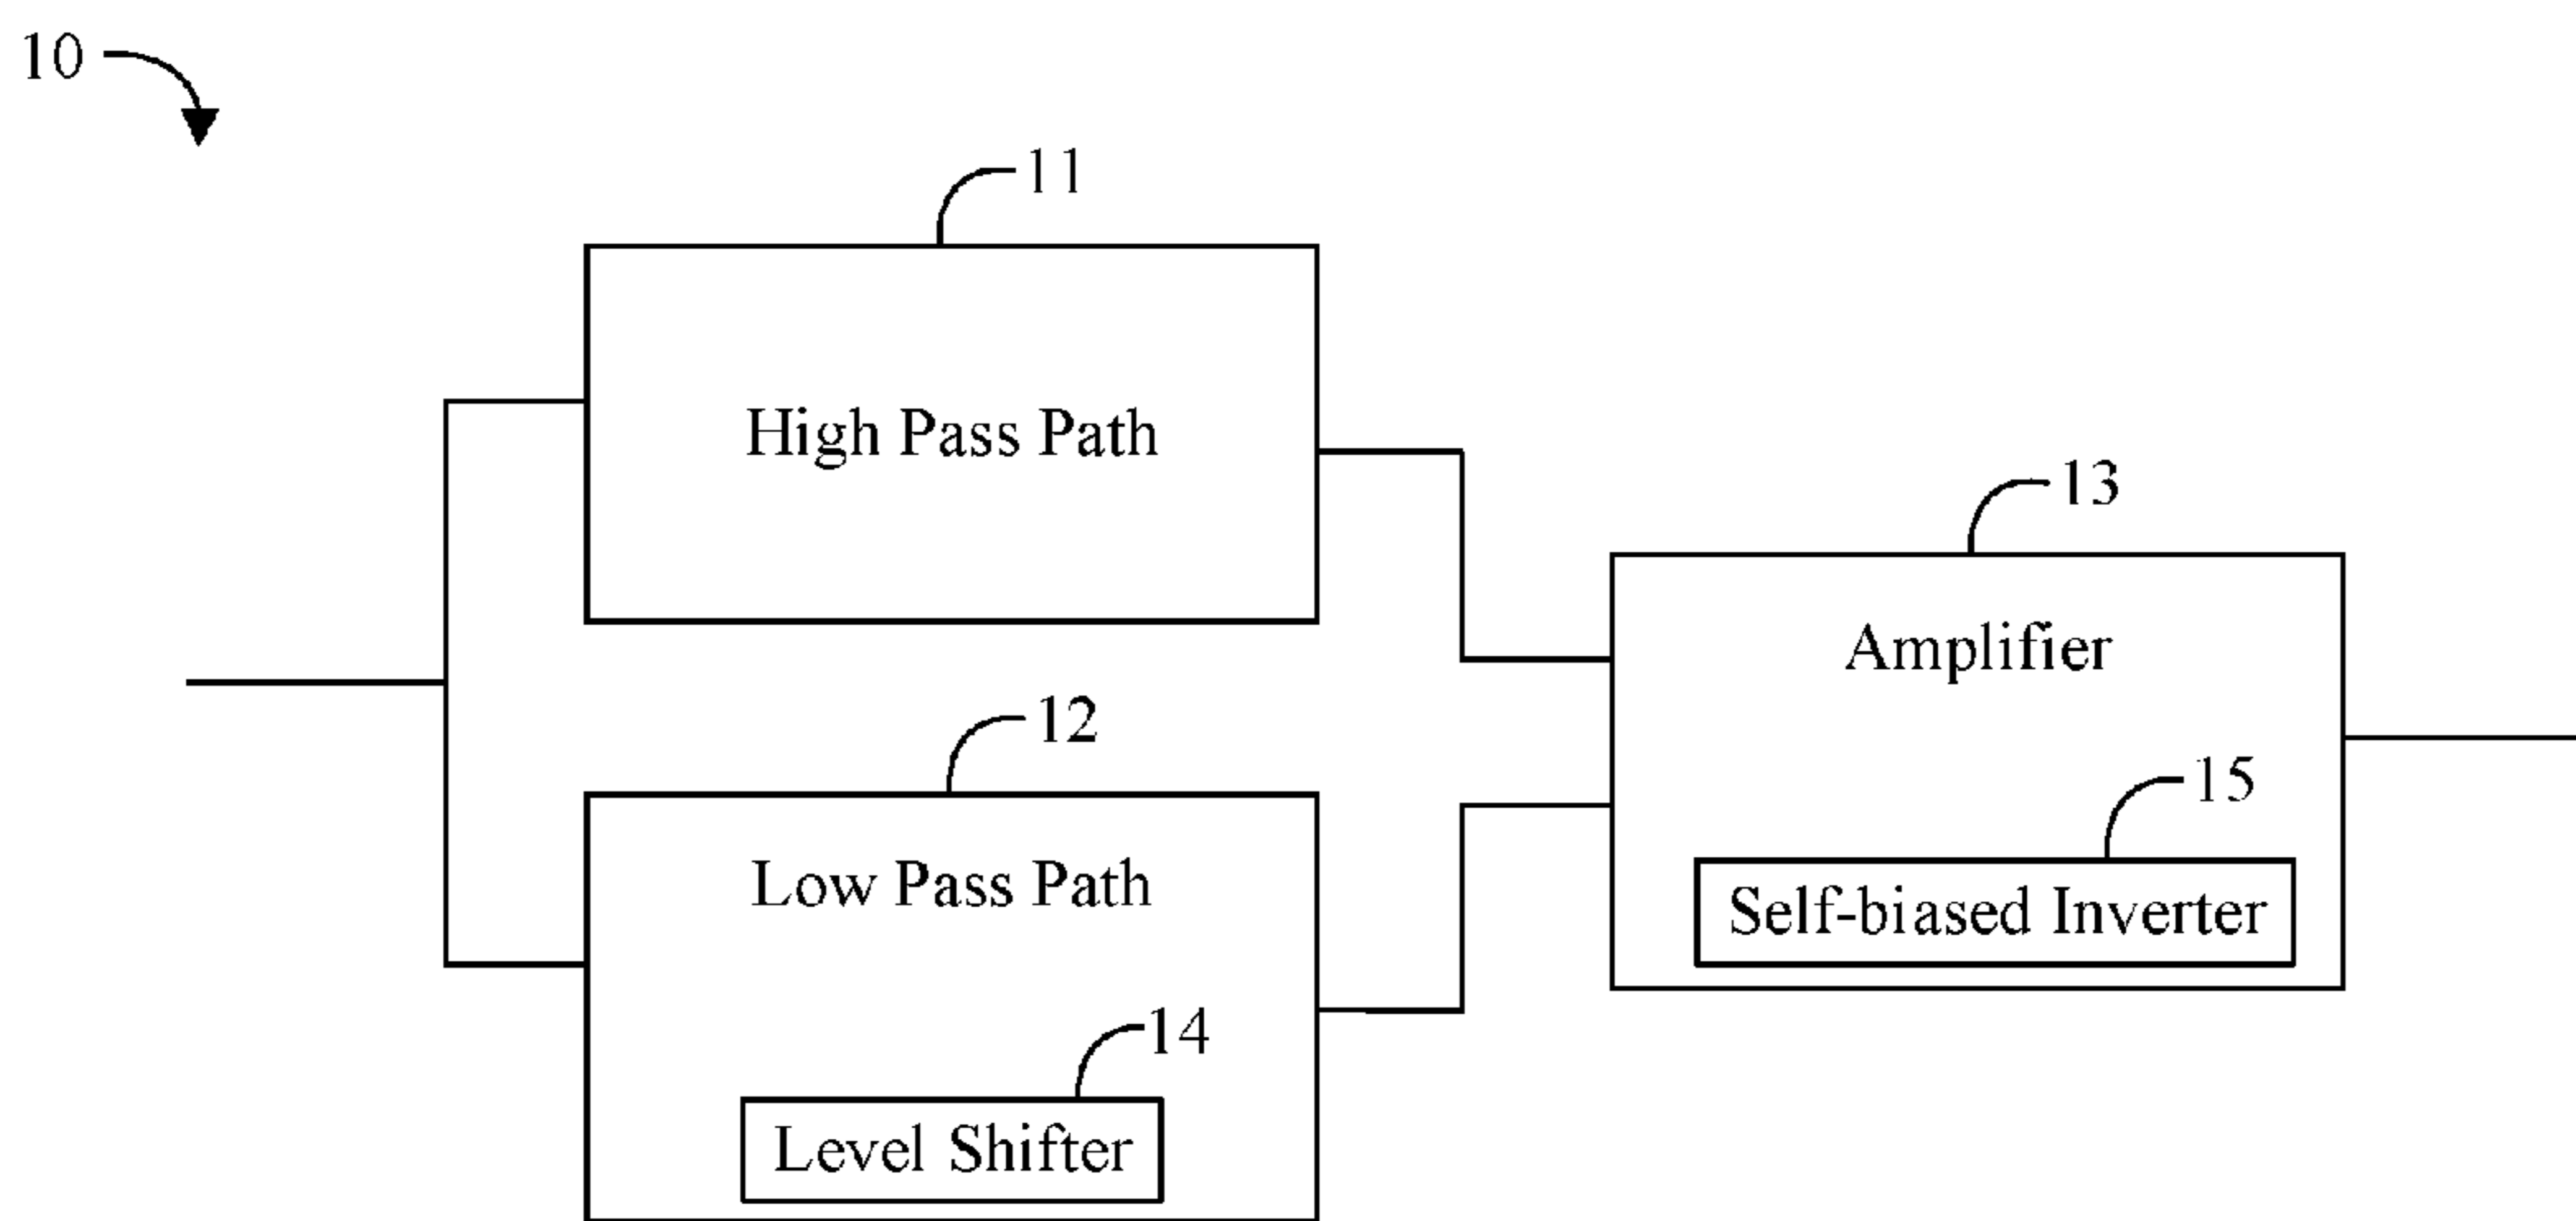 10
11
High Pass Path
13
Amplifier
12
15
Low Pass Path
Self-biased Inverter
14
Level Shifter